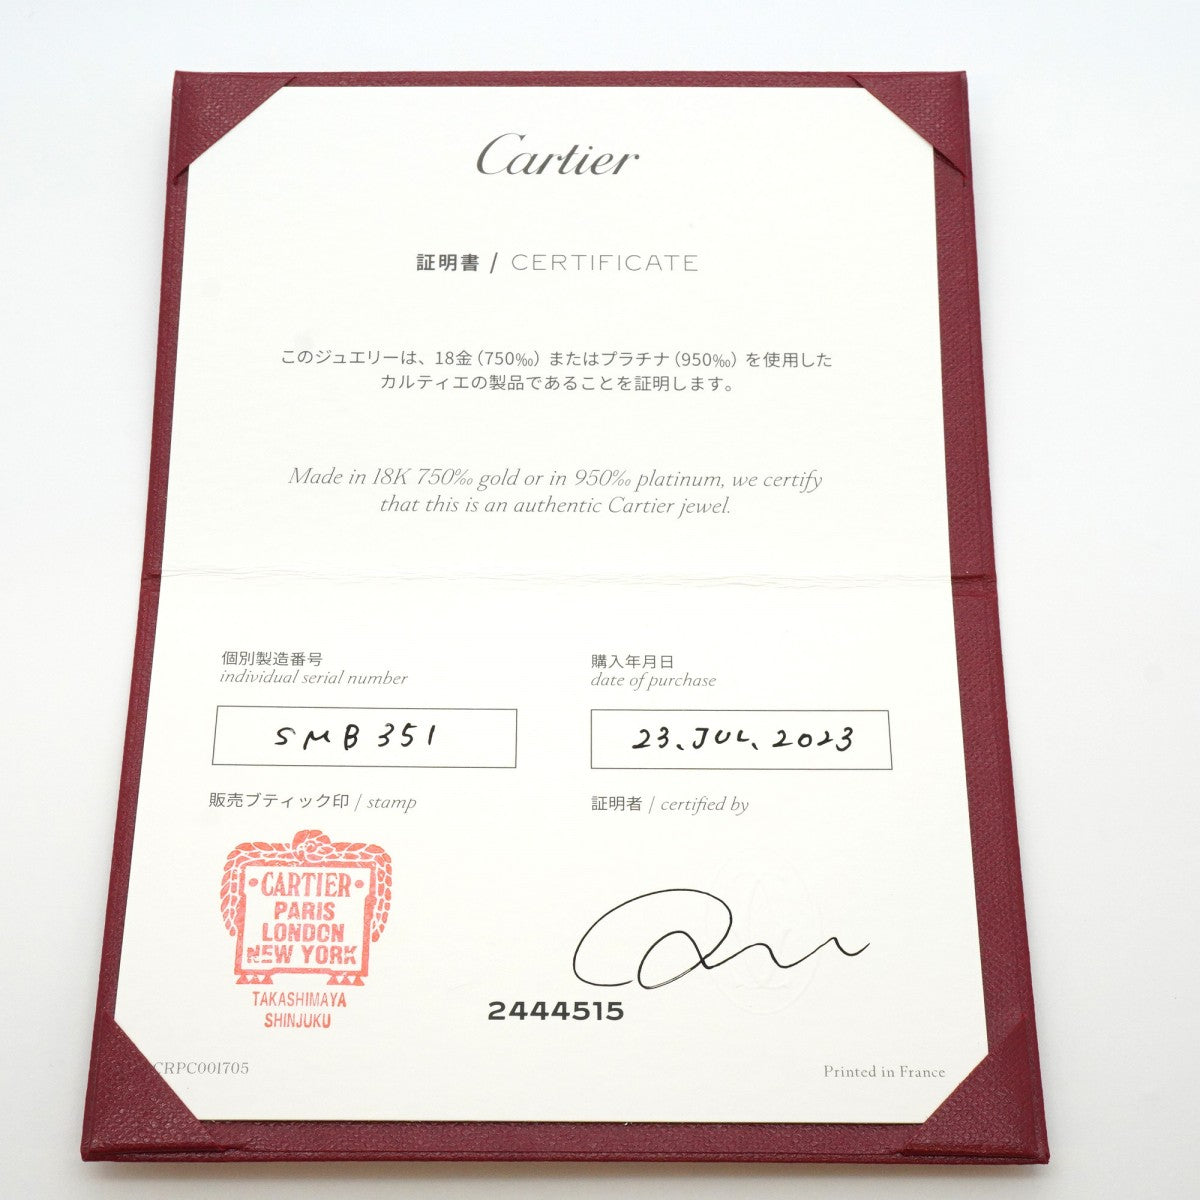 Cartier
証明書 / CERTIFICATE
このジュエリーは、18金（750‰）またはプラチナ（950‰）を使用した
カルティエの製品であることを証明します。
Made in 18K 750‰ gold or in 950‰ platinum, we certify
that this is an authentic Cartier jewel.
個別製造番号
individual serial number
SMB351
購入年月日
date of purchase
23.JUL.2023
販売ブティック印 / stamp
証明者 / certified by
CARTIER
PARIS
LONDON
NEW YORK
TAKASHIMAYA
SHINJUKU
2444515
CRPC001705
Printed in France